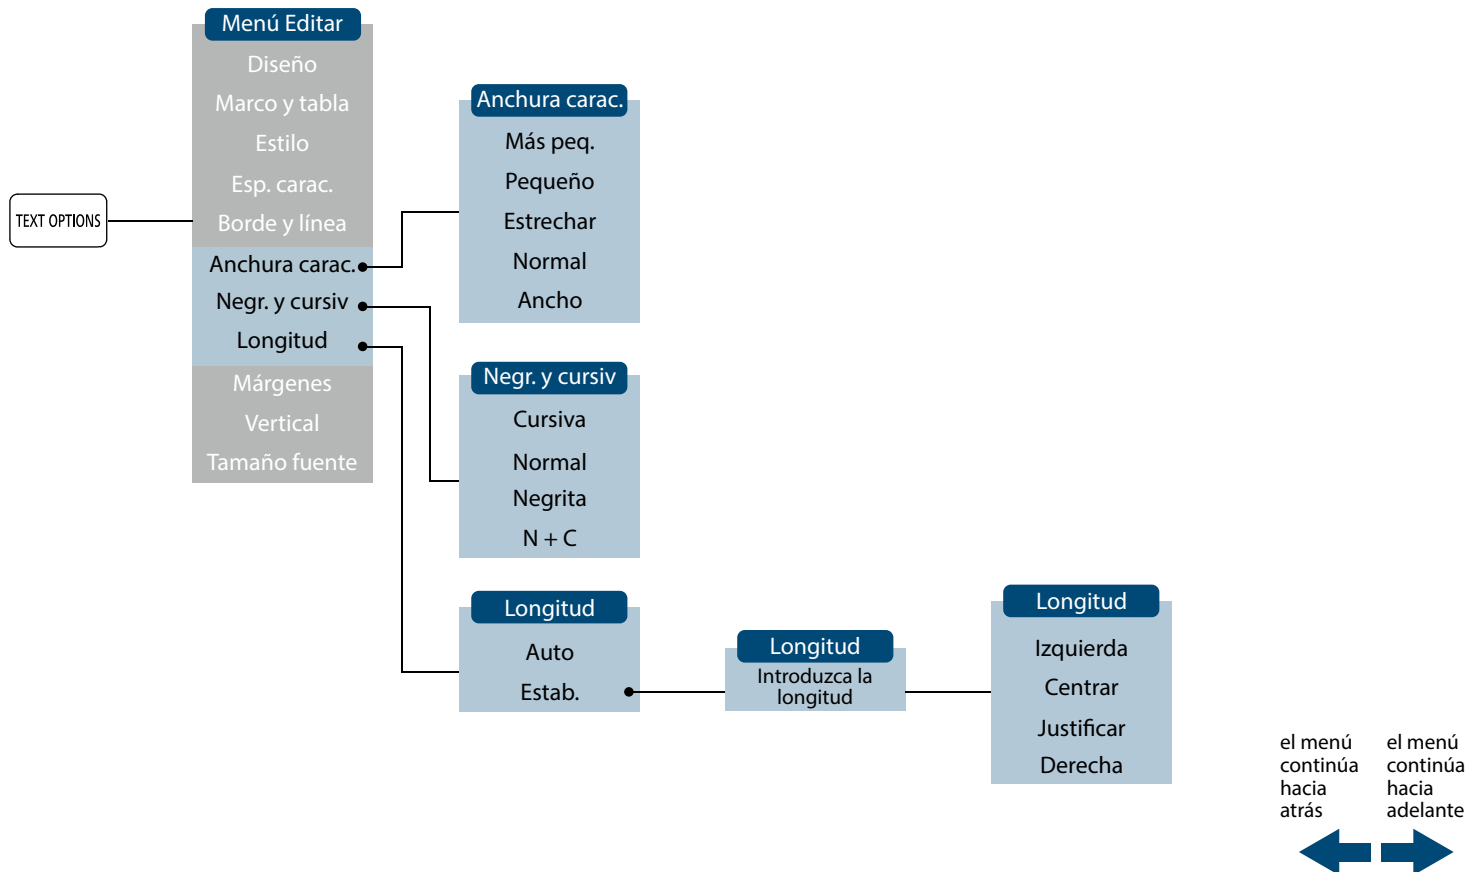 TEXT OPTIONS
Menú Editar
Diseño
Marco y tabla
Estilo
Esp. carac.
Borde y línea
Anchura carac.
Negr. y cursiv
Longitud
Márgenes
Vertical
Tamaño fuente
Anchura carac.
Más peq.
Pequeño
Estrechar
Normal
Ancho
Negr. y cursiv
Cursiva
Normal
Negrita
N + C
Longitud
Auto
Estab.
Longitud
Introduzca la
longitud
Longitud
Izquierda
Centrar
Justificar
Derecha
el menú
continúa
hacia
atrás
el menú
continúa
hacia
adelante